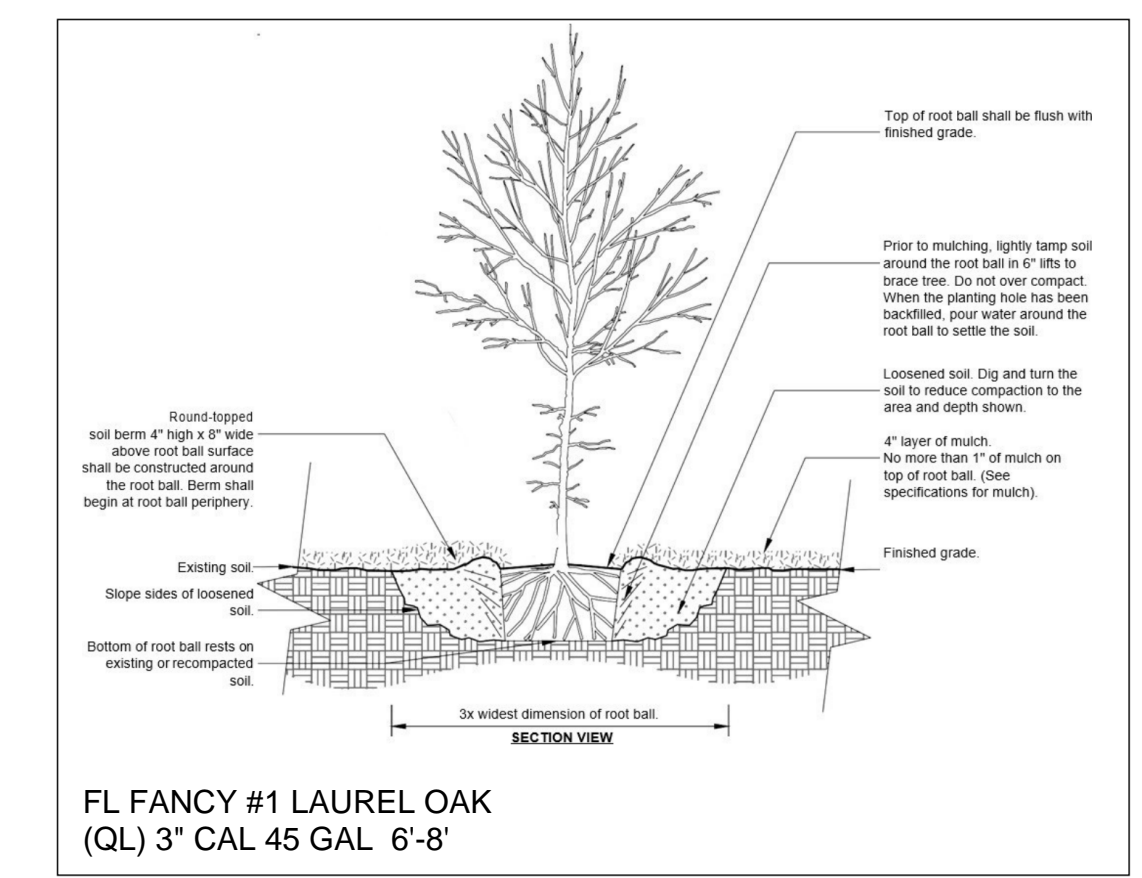 Top of root ball shall be flush with
finished grade.
Prior to mulching, lightly tamp soil
around the root ball in 6" lifts to
brace tree. Do not over compact.
When the planting hole has been
backfilled, pour water around the
root ball to settle the soil.
Loosened soil. Dig and turn the
soil to reduce compaction to the
area and depth shown.
4" layer of mulch.
No more than 1" of mulch on
top of root ball. (See
specifications for mulch).
Finished grade.
Round-topped
soil berm 4" high x 8" wide
above root ball surface
shall be constructed around
the root ball. Berm shall
begin at root ball periphery.
Existing soil.
Slope sides of loosened
soil.
Bottom of root ball rests on
existing or recompacted
soil.
3x widest dimension of root ball.
SECTION VIEW
FL FANCY #1 LAUREL OAK
(QL) 3" CAL 45 GAL 6'-8'